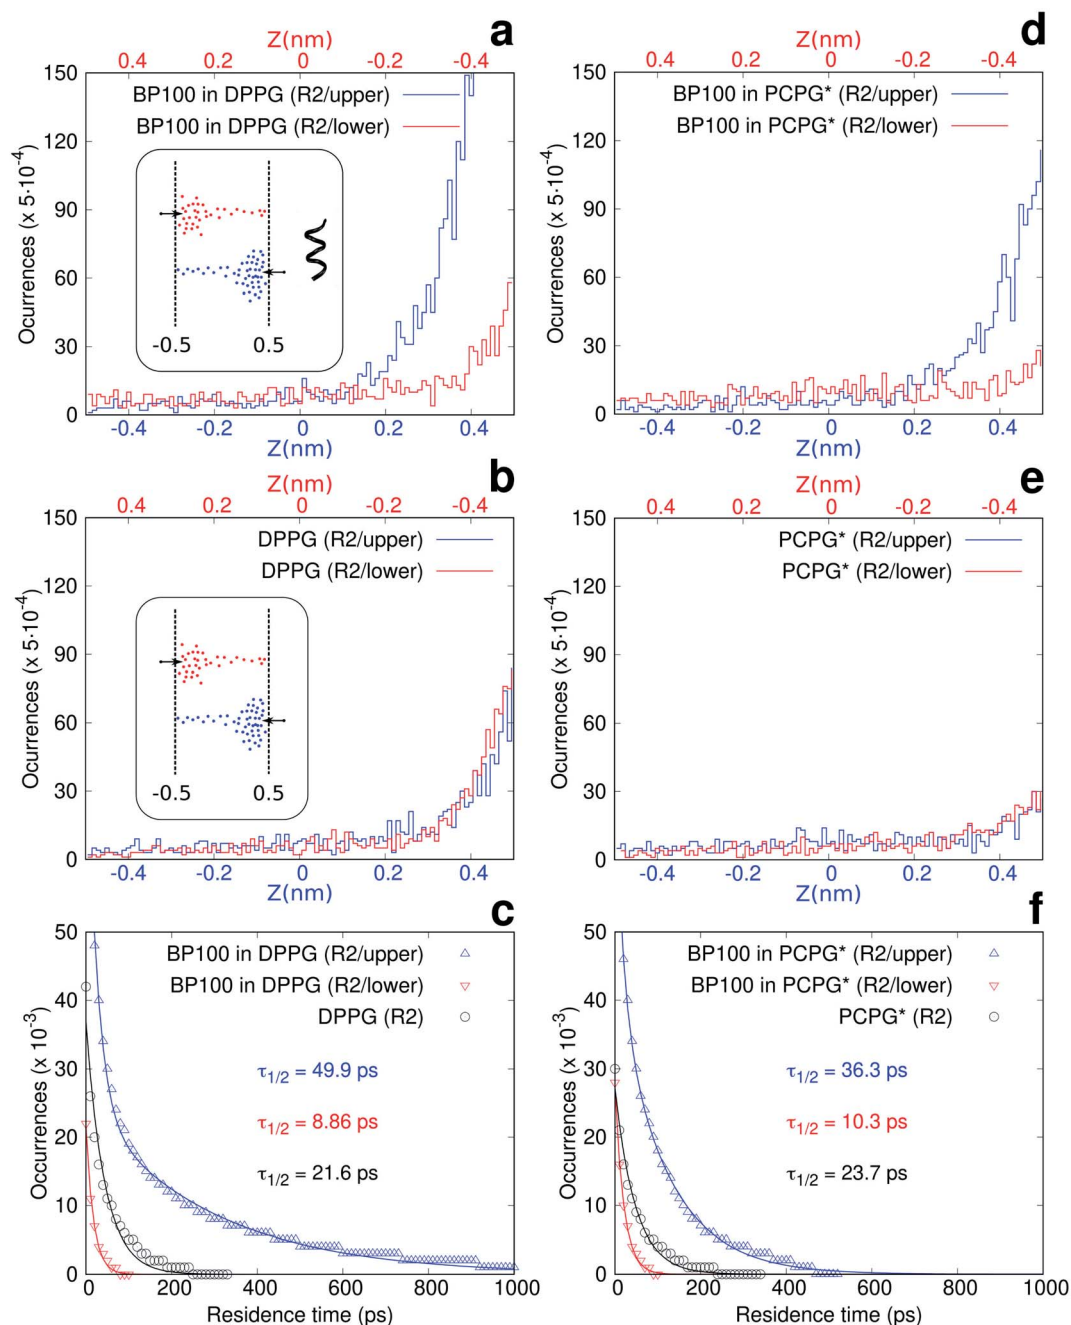 a
Z(nm)
0.4 0.2 0 -0.2 -0.4
150
120
90
60
30
0
Ocurrences (x 5·10^-4)
BP100 in DPPG (R2/upper)
BP100 in DPPG (R2/lower)
-0.5 0.5
-0.4 -0.2 0 0.2 0.4
Z(nm)
d
Z(nm)
0.4 0.2 0 -0.2 -0.4
150
120
90
60
30
0
Ocurrences (x 5·10^-4)
BP100 in PCPG* (R2/upper)
BP100 in PCPG* (R2/lower)
-0.4 -0.2 0 0.2 0.4
Z(nm)
b
Z(nm)
0.4 0.2 0 -0.2 -0.4
150
120
90
60
30
0
Ocurrences (x 5·10^-4)
DPPG (R2/upper)
DPPG (R2/lower)
-0.5 0.5
-0.4 -0.2 0 0.2 0.4
Z(nm)
e
Z(nm)
0.4 0.2 0 -0.2 -0.4
150
120
90
60
30
0
Ocurrences (x 5·10^-4)
PCPG* (R2/upper)
PCPG* (R2/lower)
-0.4 -0.2 0 0.2 0.4
Z(nm)
c
50
40
30
20
10
0
Occurrences (x 10^-3)
BP100 in DPPG (R2/upper)
BP100 in DPPG (R2/lower)
DPPG (R2)
τ1/2 = 49.9 ps
τ1/2 = 8.86 ps
τ1/2 = 21.6 ps
0 200 400 600 800 1000
Residence time (ps)
f
50
40
30
20
10
0
Occurrences (x 10^-3)
BP100 in PCPG* (R2/upper)
BP100 in PCPG* (R2/lower)
PCPG* (R2)
τ1/2 = 36.3 ps
τ1/2 = 10.3 ps
τ1/2 = 23.7 ps
0 200 400 600 800 1000
Residence time (ps)